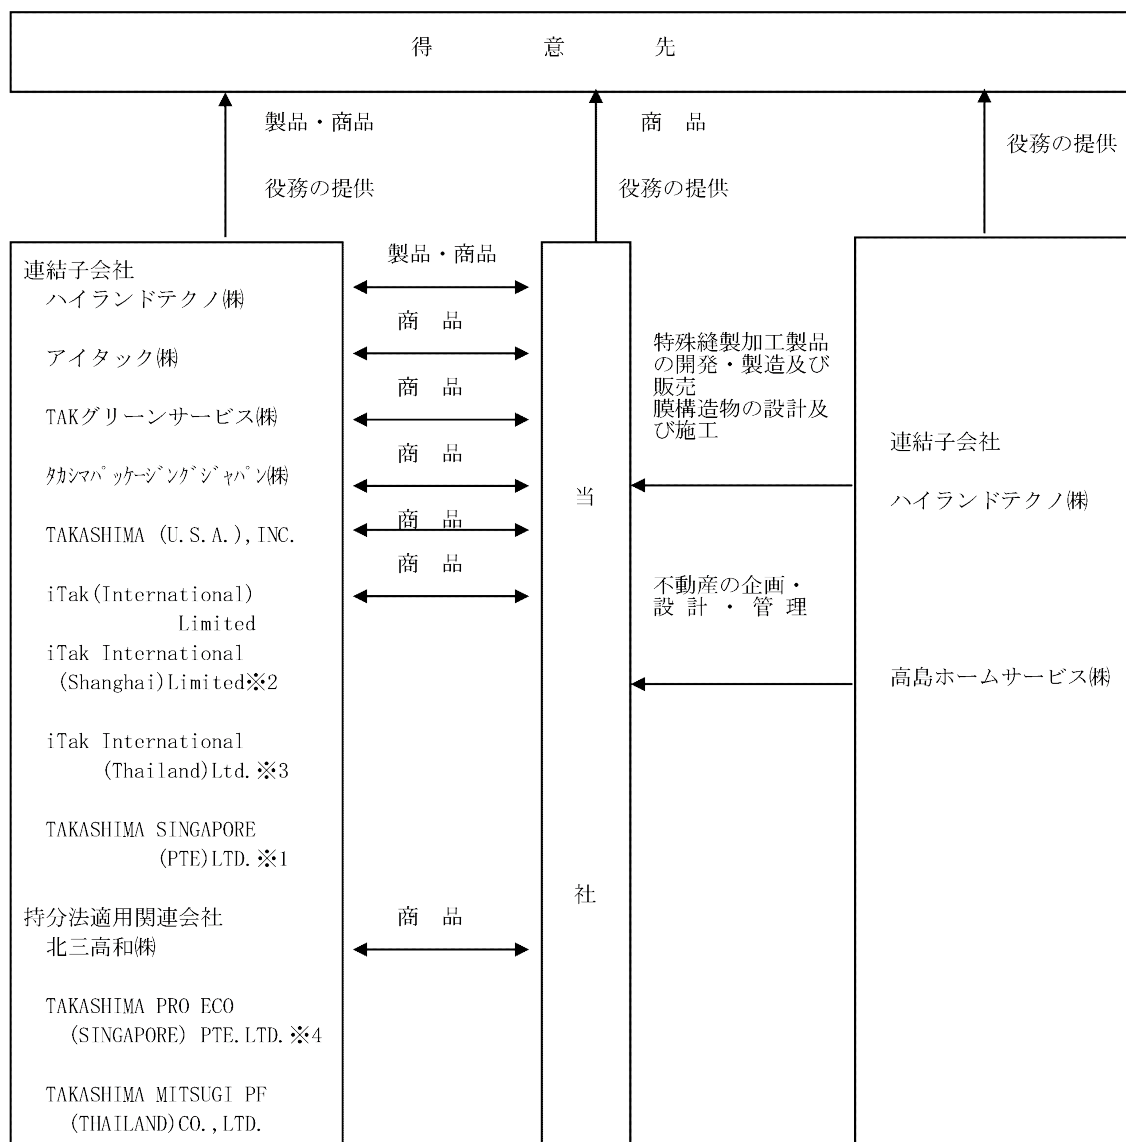 得 意 先
製品・商品
役務の提供
商 品
役務の提供
役務の提供
連結子会社
ハイランドテクノ㈱
アイタック㈱
TAKグリーンサービス㈱
ﾀｶｼﾏﾊﾟｯｹｰｼﾞﾝｸﾞｼﾞｬﾊﾟﾝ㈱
TAKASHIMA (U.S.A.),INC.
iTak(International)
Limited
iTak International
(Shanghai)Limited※2
iTak International
(Thailand)Ltd.※3
TAKASHIMA SINGAPORE
(PTE)LTD.※1
持分法適用関連会社
北三高和㈱
TAKASHIMA PRO ECO
(SINGAPORE) PTE.LTD.※4
TAKASHIMA MITSUGI PF
(THAILAND)CO.,LTD.
製品・商品
商 品
商 品
商 品
商 品
商 品
商 品
当
社
特殊縫製加工製品
の開発・製造及び
販売
膜構造物の設計及
び施工
不動産の企画・
設 計 ・ 管 理
連結子会社
ハイランドテクノ㈱
高島ホームサービス㈱